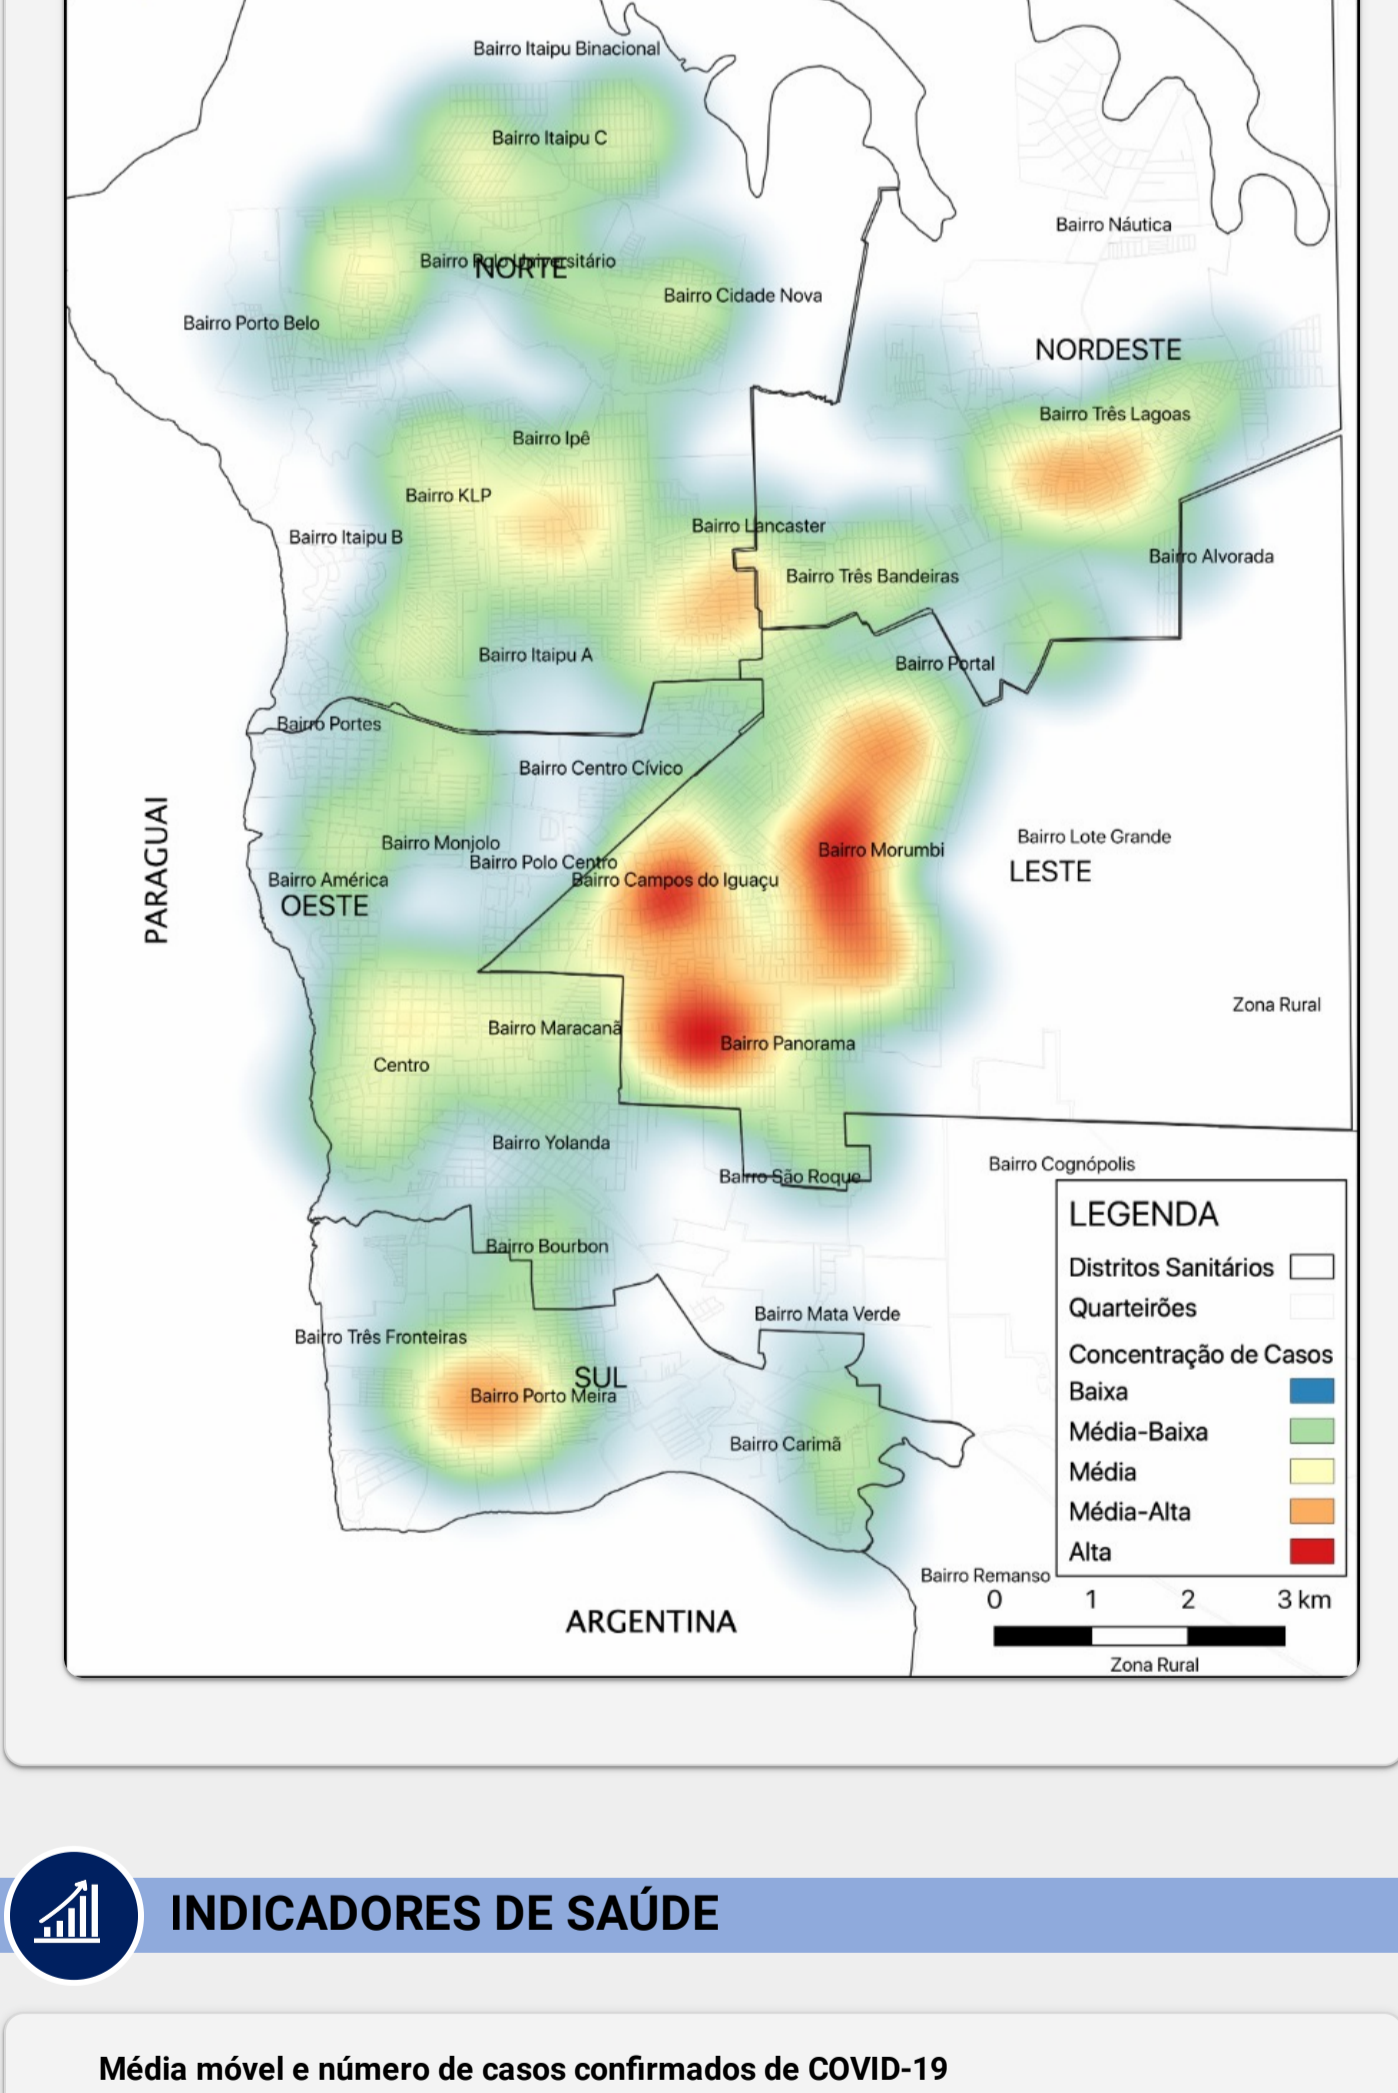 Bairro Itaipu Binacional
Bairro Itaipu C
Bairro Náutica
Bairro Polo Universitário
NORTE
Bairro Cidade Nova
Bairro Porto Belo
NORDESTE
Bairro Três Lagoas
Bairro Ipê
Bairro KLP
Bairro Lancaster
Bairro Itaipu B
Bairro Alvorada
Bairro Três Bandeiras
Bairro Itaipu A
Bairro Portal
Bairro Portes
Bairro Centro Cívico
PARAGUAI
Bairro Lote Grande
Bairro Monjolo
Bairro Morumbi
Bairro Polo Centro
LESTE
Bairro América
Bairro Campos do Iguaçu
OESTE
Zona Rural
Bairro Maracanã
Bairro Panorama
Centro
Bairro Yolanda
Bairro Cognópolis
Bairro São Roque
Bairro Bourbon
Bairro Mata Verde
Bairro Três Fronteiras
SUL
Bairro Porto Meira
Bairro Carimã
LEGENDA
Distritos Sanitários
Quarteirões
Concentração de Casos
Baixa
Média-Baixa
Média
Média-Alta
Alta
Bairro Remanso
0 1 2 3 km
ARGENTINA
Zona Rural
INDICADORES DE SAÚDE
Média móvel e número de casos confirmados de COVID-19